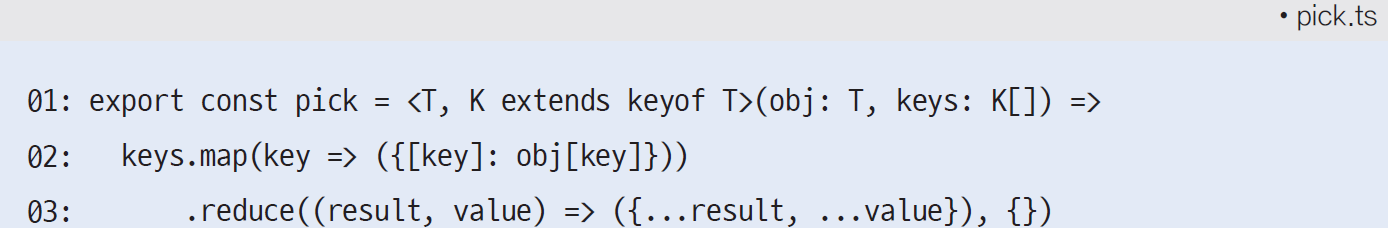 • pick.ts
01: export const pick = <T, K extends keyof T>(obj: T, keys: K[]) =>
02:   keys.map(key => ({[key]: obj[key]}))
03:       .reduce((result, value) => ({...result, ...value}), {})